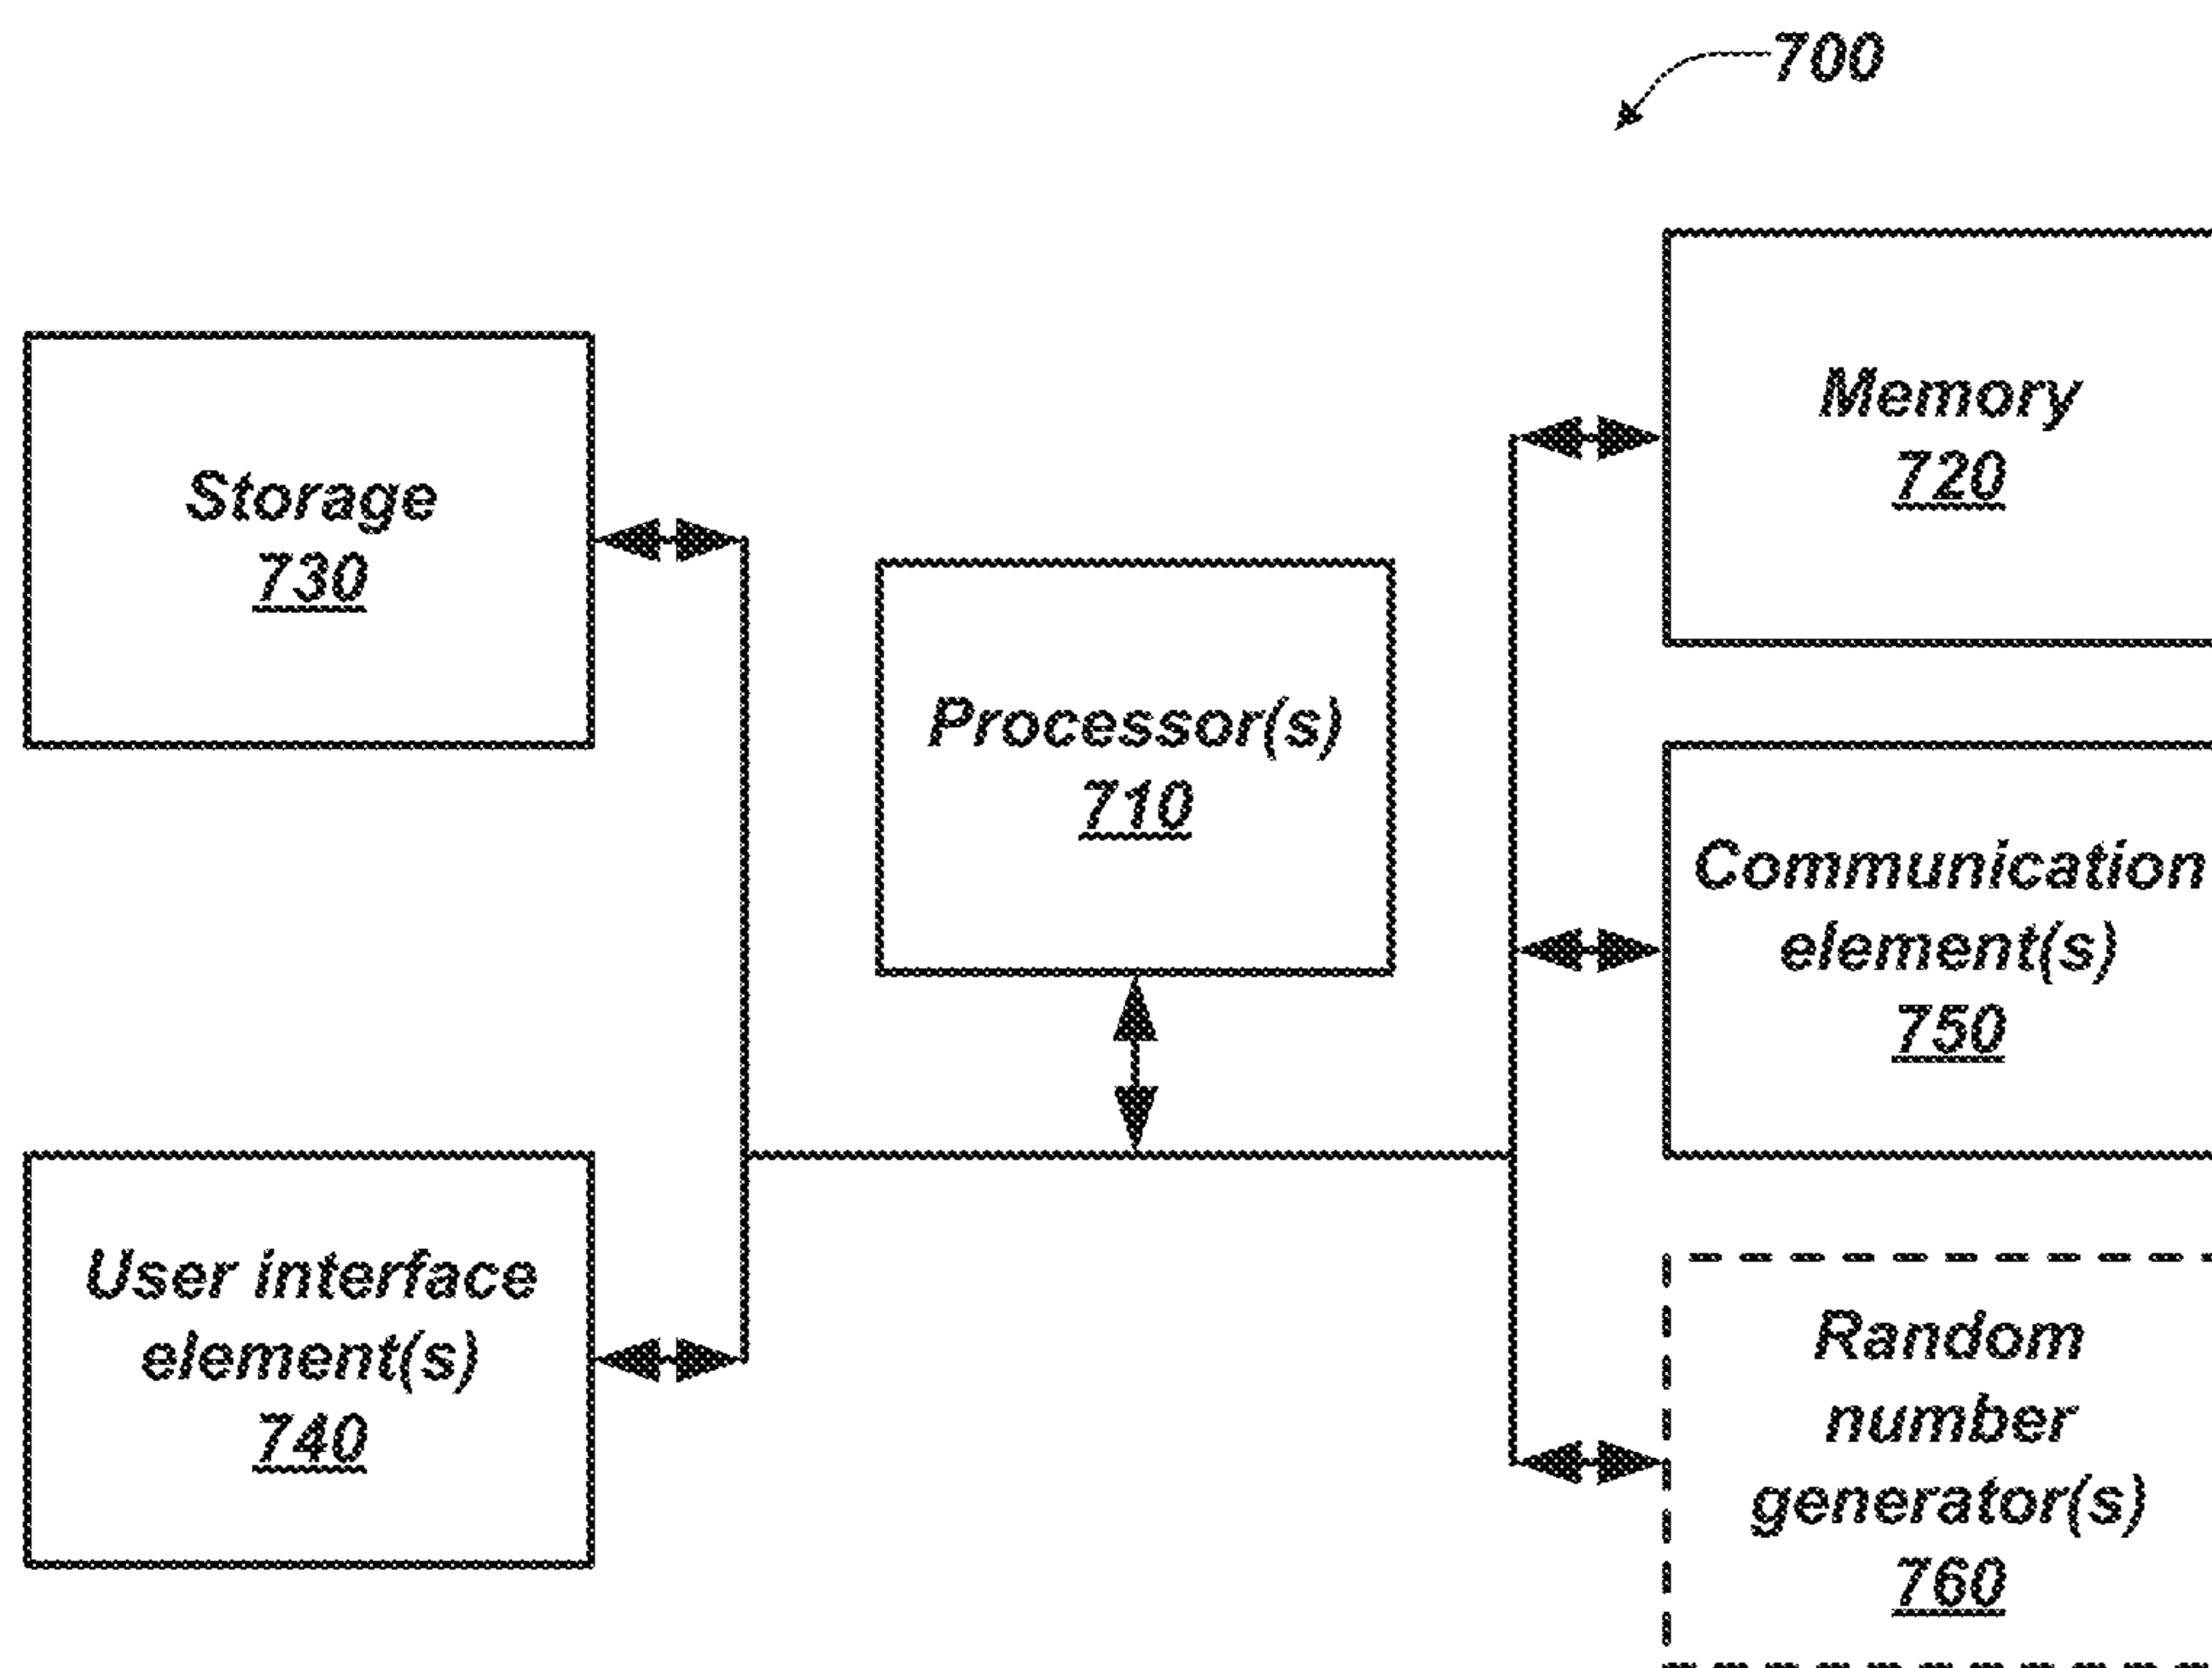 700
Storage
730
Processor(s)
710
Memory
720
Communication
element(s)
750
User interface
element(s)
740
Random
number
generator(s)
760